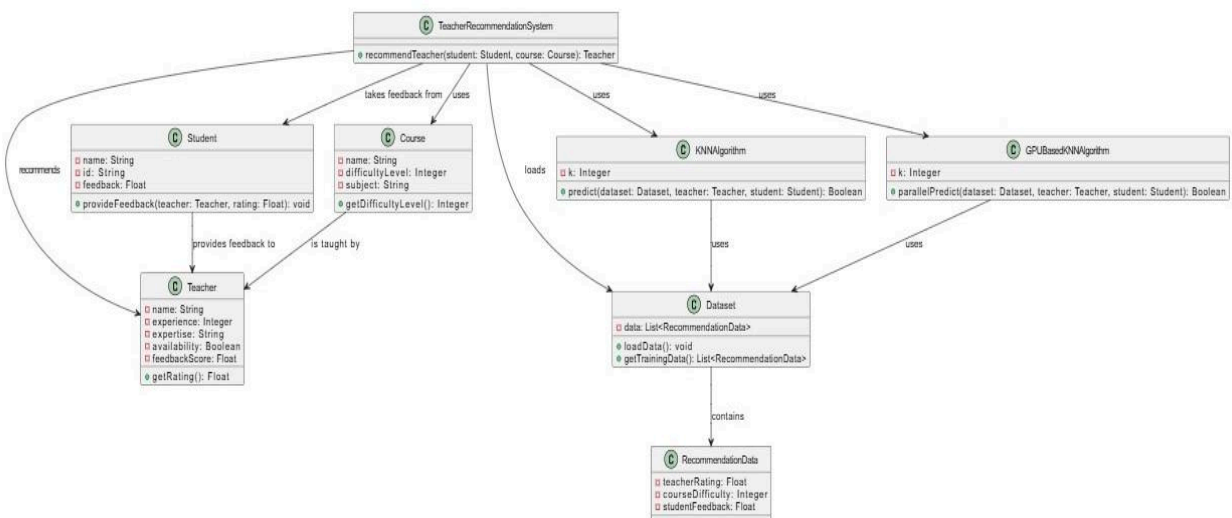 C TeacherRecommendationSystem
recommendTeacher(student: Student, course: Course): Teacher
takes feedback from
uses
uses
uses
C Student
name: String
id: String
feedback: Float
provideFeedback(teacher: Teacher, rating: Float): void
C Course
name: String
difficultyLevel: Integer
subject: String
getDifficultyLevel(): Integer
C KNNAlgorithm
k: Integer
predict(dataset: Dataset, teacher: Teacher, student: Student): Boolean
C GPUBasedKNNAlgorithm
k: Integer
parallelPredict(dataset: Dataset, teacher: Teacher, student: Student): Boolean
recommends
loads
provides feedback to
is taught by
uses
uses
C Teacher
name: String
experience: Integer
expertise: String
availability: Boolean
feedbackScore: Float
getRating(): Float
C Dataset
data: List<RecommendationData>
loadData(): void
getTrainingData(): List<RecommendationData>
contains
C RecommendationData
teacherRating: Float
courseDifficulty: Integer
studentFeedback: Float